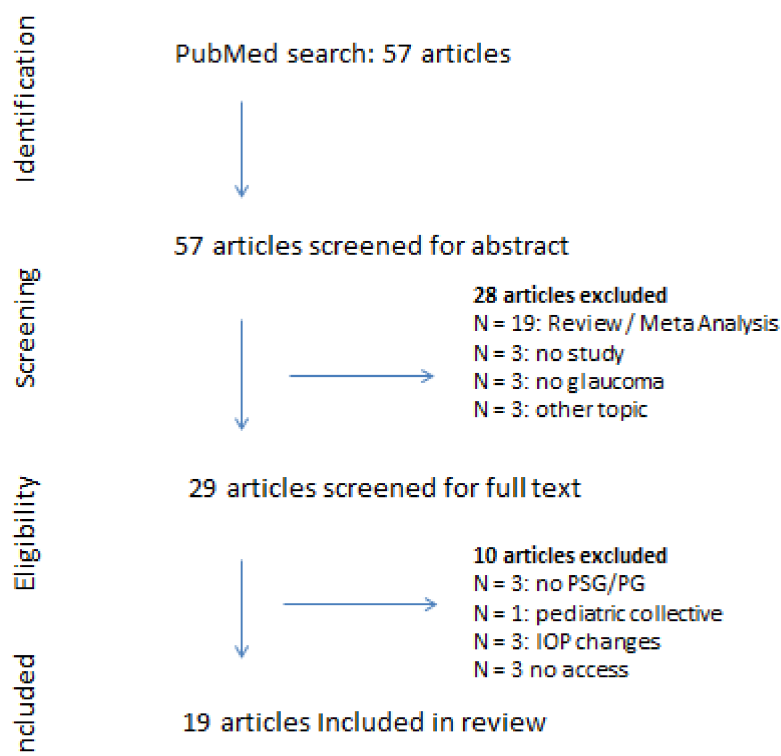 Identification
PubMed search: 57 articles
57 articles screened for abstract
Screening
28 articles excluded
N = 19: Review / Meta Analysis
N = 3: no study
N = 3: no glaucoma
N = 3: other topic
Eligibility
29 articles screened for full text
10 articles excluded
N = 3: no PSG/PG
N = 1: pediatric collective
N = 3: IOP changes
N = 3 no access
ncluded
19 articles Included in review